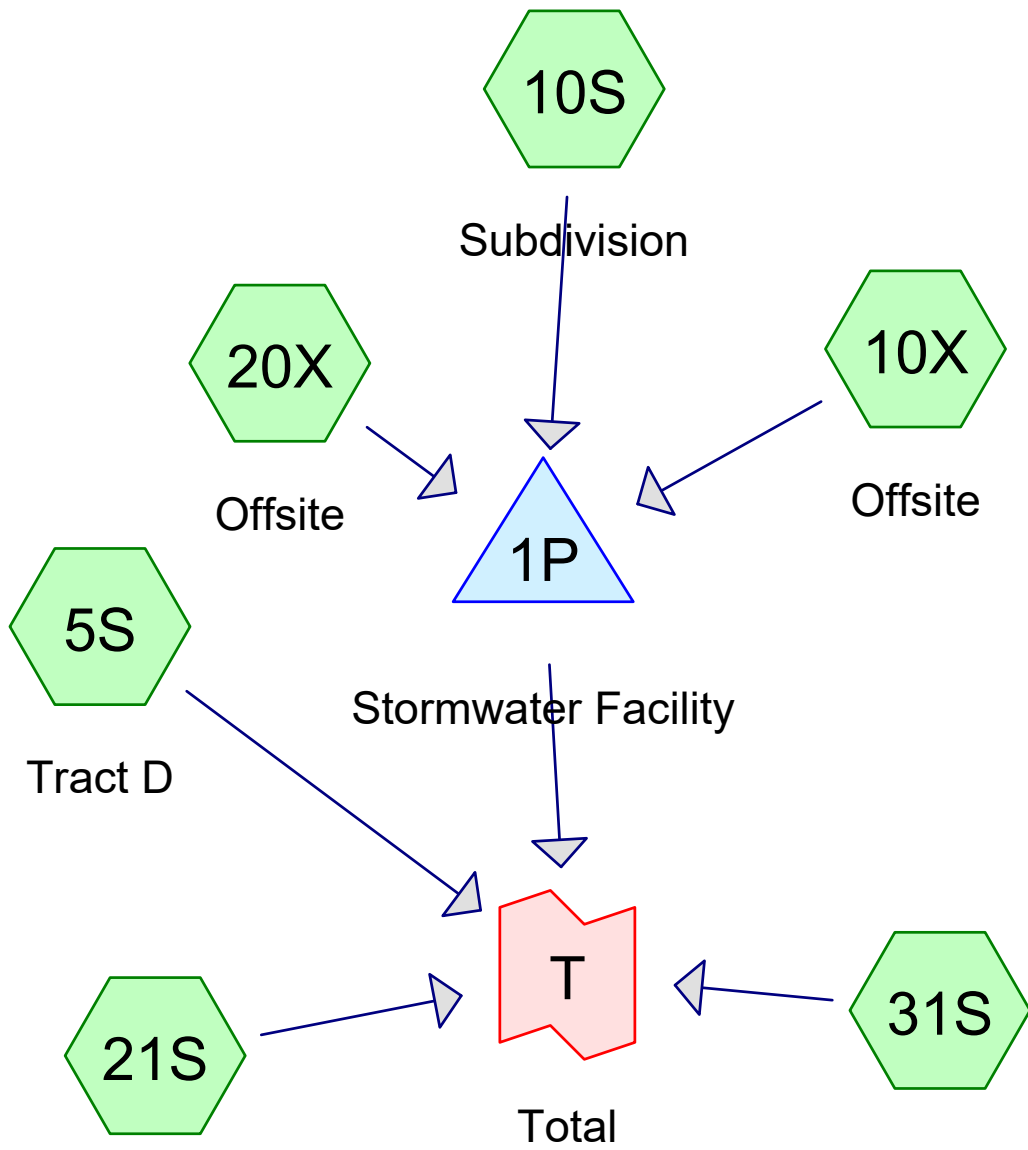 10S
Subdivision
20X
10X
Offsite
Offsite
1P
5S
Stormwater Facility
Tract D
T
31S
21S
Total